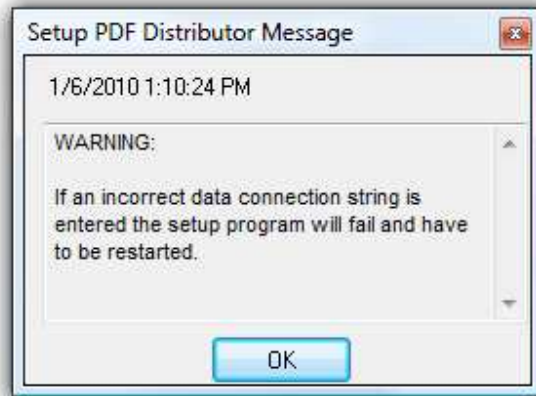 Setup PDF Distributor Message
1/6/2010 1:10:24 PM
WARNING:
If an incorrect data connection string is
entered the setup program will fail and have
to be restarted.
OK